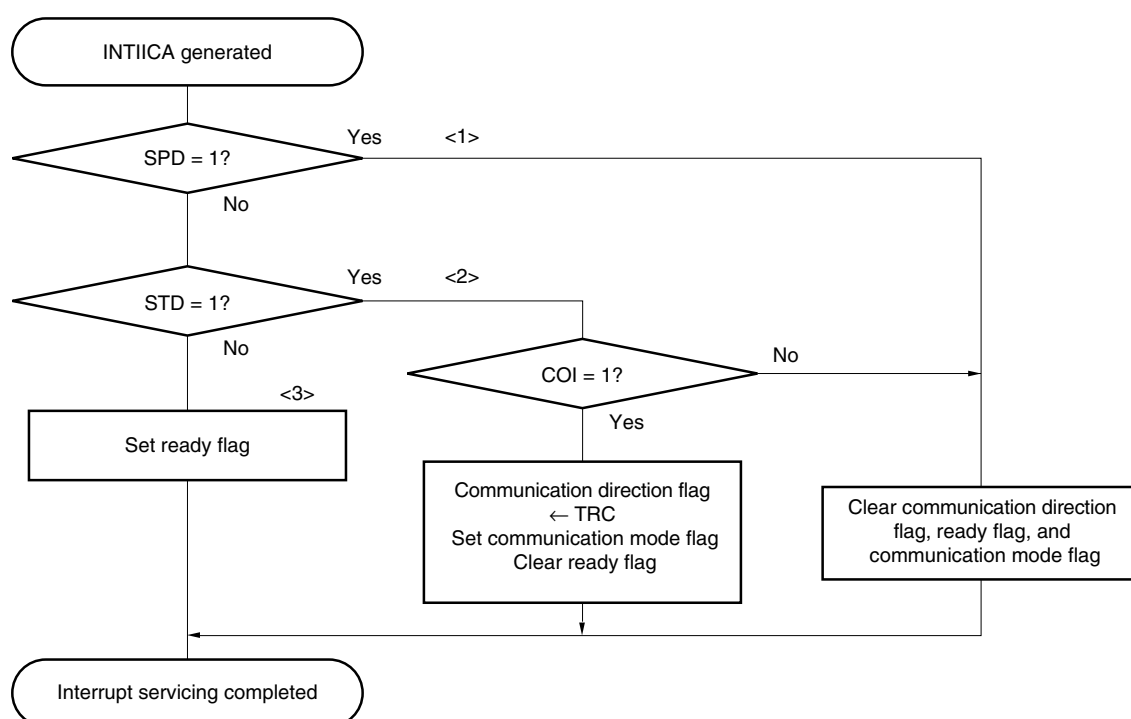 INTIICA generated
Yes
<1>
SPD = 1?
No
Yes
<2>
STD = 1?
No
COI = 1?
No
<3>
Yes
Set ready flag
Communication direction flag
← TRC
Set communication mode flag
Clear ready flag
Clear communication direction
flag, ready flag, and
communication mode flag
Interrupt servicing completed